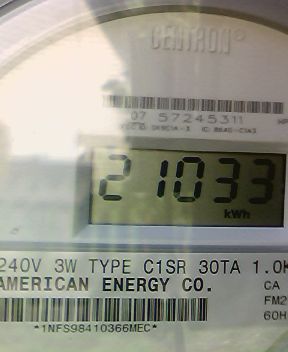 CENTRON®
07 57245311
21033
kWh
240V 3W TYPE C1SR 30TA 1.0K
AMERICAN ENERGY CO.
CA
FM2
60H
*1NFS98410366MEC*